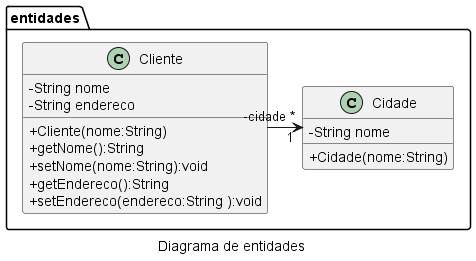 entidades
C Cliente
-String nome
-String endereco
+Cliente(nome:String)
+getNome():String
+setNome(nome:String):void
+getEndereco():String
+setEndereco(endereco:String ):void
-cidade *
1
C Cidade
-String nome
+Cidade(nome:String)
Diagrama de entidades